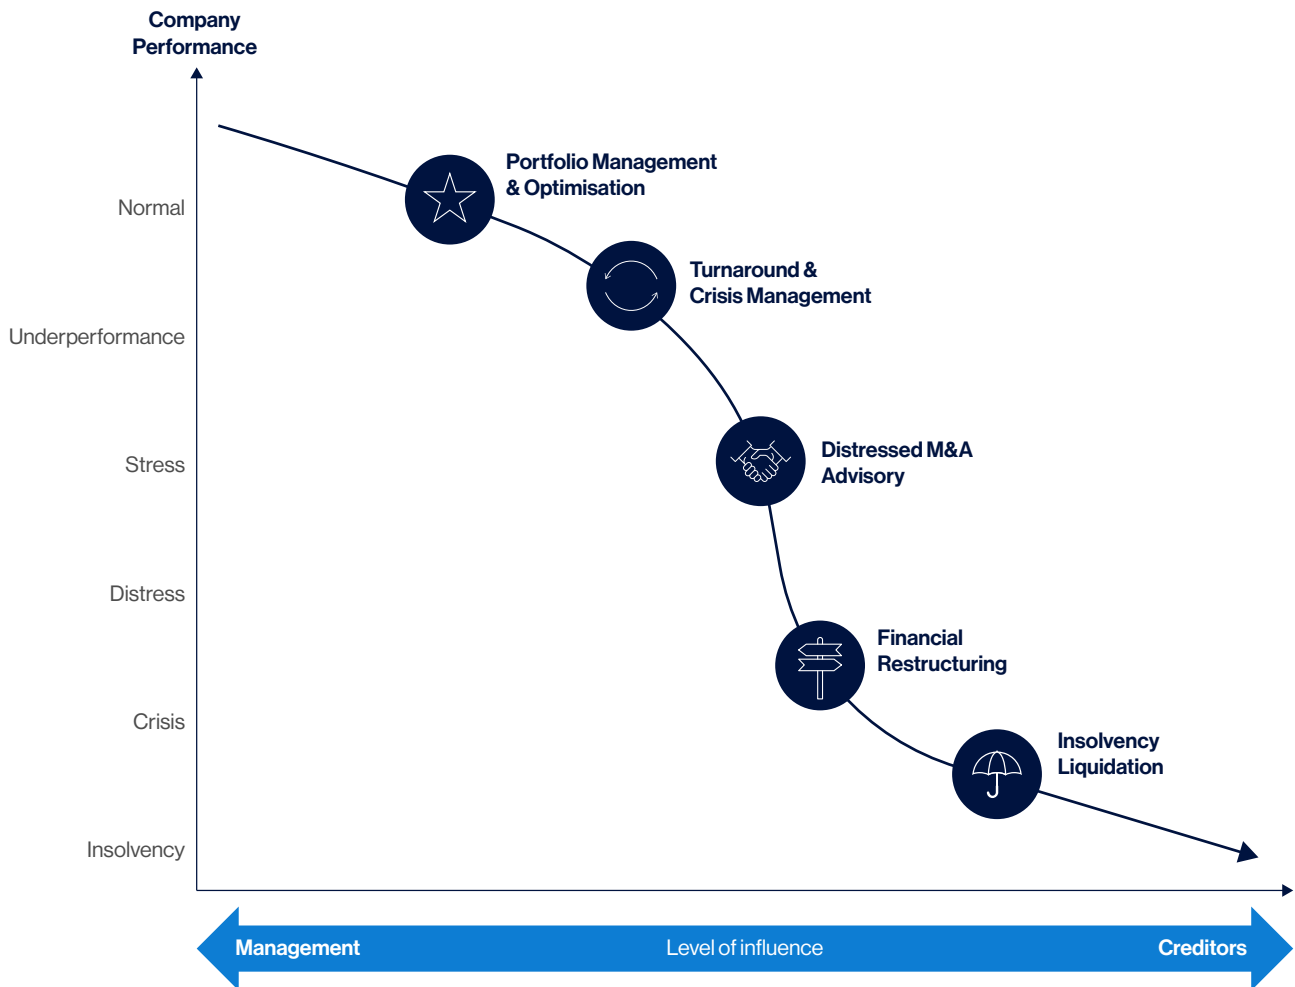 Company
Performance
Portfolio Management
& Optimisation
Normal
Turnaround &
Crisis Management
Underperformance
Distressed M&A
Advisory
Stress
Distress
Financial
Restructuring
Crisis
Insolvency
Liquidation
Insolvency
Management
Level of influence
Creditors